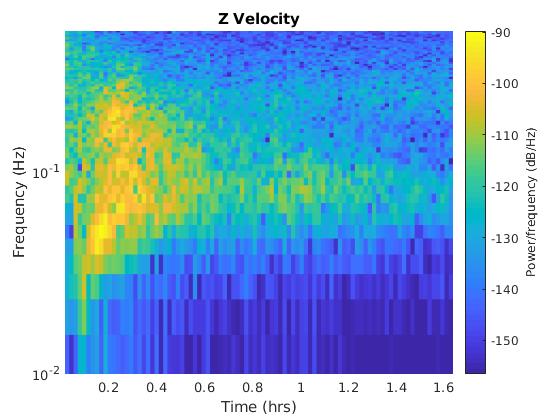 Z Velocity
Frequency (Hz)
10-1
10-2
0.2 0.4 0.6 0.8 1 1.2 1.4 1.6
Time (hrs)
-90
-100
-110
-120
-130
-140
-150
Power/frequency (dB/Hz)